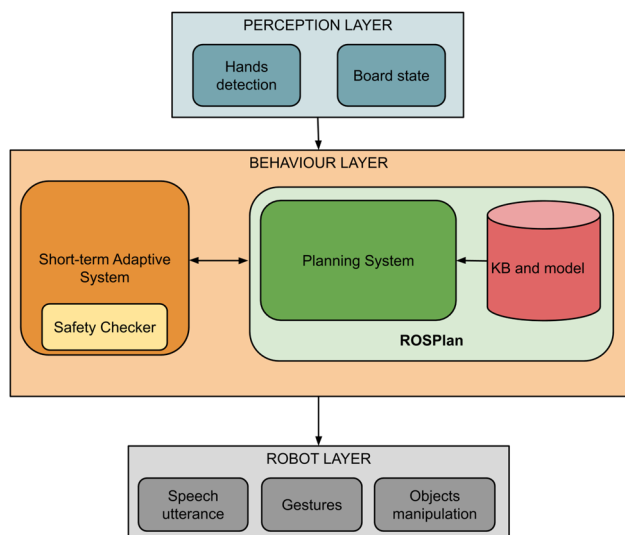 PERCEPTION LAYER
Hands
detection
Board state
BEHAVIOUR LAYER
Short-term Adaptive
System
Safety Checker
Planning System
KB and model
ROSPlan
ROBOT LAYER
Speech
utterance
Gestures
Objects
manipulation